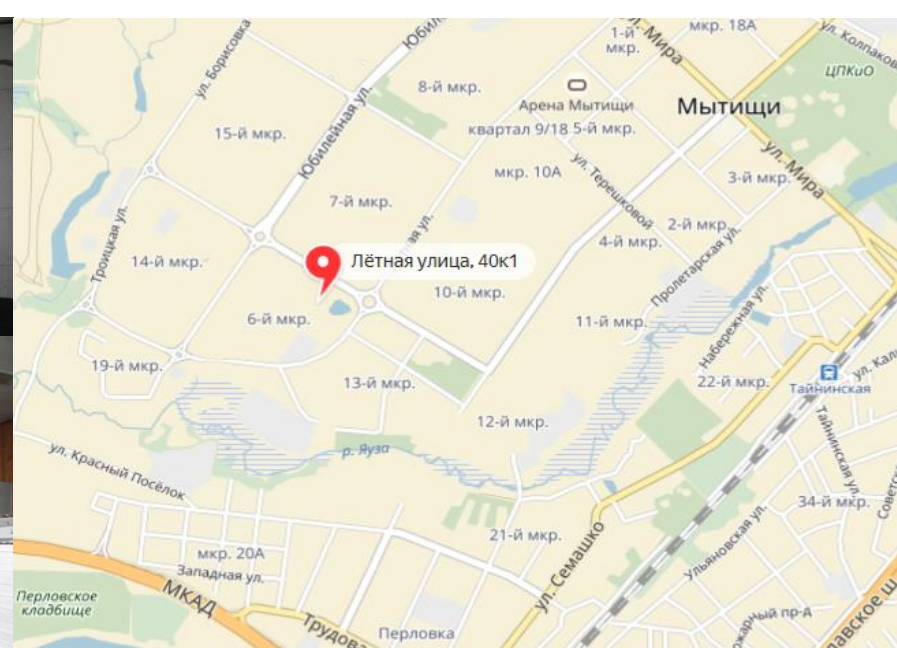 1-й
мкр.
мкр. 18А
ул. Колпаков
ЦПКиО
ул. Мира
ул. Борисовка
8-й мкр.
Арена Мытищи
Мытищи
15-й мкр.
Юбилейная ул.
квартал 9/18 5-й мкр.
ул. Мира
мкр. 10А
ул. Терешковой
3-й мкр.
7-й мкр.
2-й мкр.
4-й мкр.
Троицкая ул.
14-й мкр.
Лётная улица, 40к1
Пролетарская ул.
10-й мкр.
6-й мкр.
11-й мкр.
Набережная ул.
19-й мкр.
13-й мкр.
22-й мкр.
Тайнинская
12-й мкр.
Тайнинская ул.
р. Яуза
ул. Красный Посёлок
34-й мкр.
21-й мкр.
мкр. 20А
Западная ул.
ул. Семашко
Ульяновская ул.
Перловское
кладбище
МКАД
Перловка